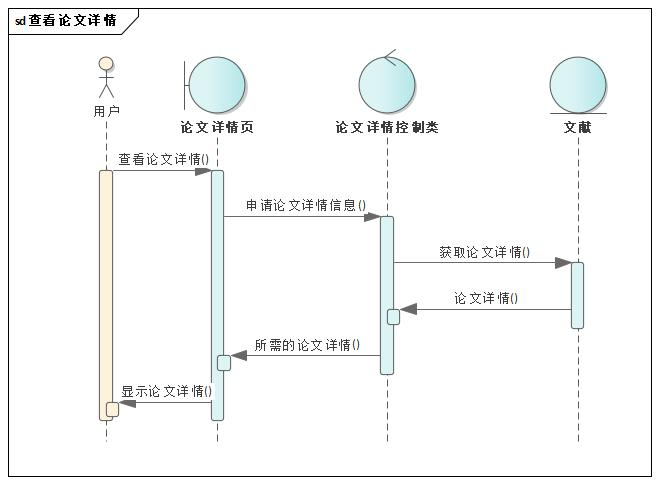 sd 查看论文详情
用户
论文详情页
论文详情控制类
文献
查看论文详情()
申请论文详情信息()
获取论文详情()
论文详情()
所需的论文详情()
显示论文详情()